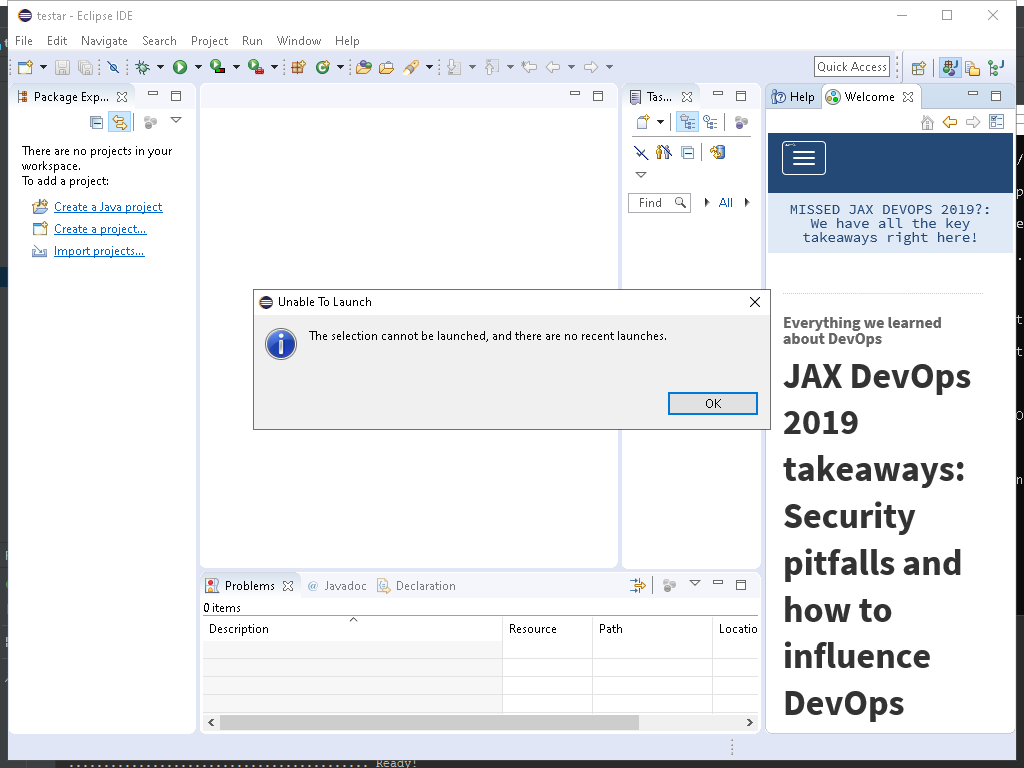 testar - Eclipse IDE
File Edit Navigate Search Project Run Window Help
Quick Access
Package Exp...
Tas...
Help
Welcome
There are no projects in your
workspace.
To add a project:
Create a Java project
Create a project...
Import projects...
Find
All
MISSED JAX DEVOPS 2019?:
We have all the key
takeaways right here!
Unable To Launch
The selection cannot be launched, and there are no recent launches.
OK
Everything we learned
about DevOps
JAX DevOps
2019
takeaways:
Security
pitfalls and
how to
influence
DevOps
Problems
@ Javadoc
Declaration
0 items
Description Resource Path Locatio
Ready!